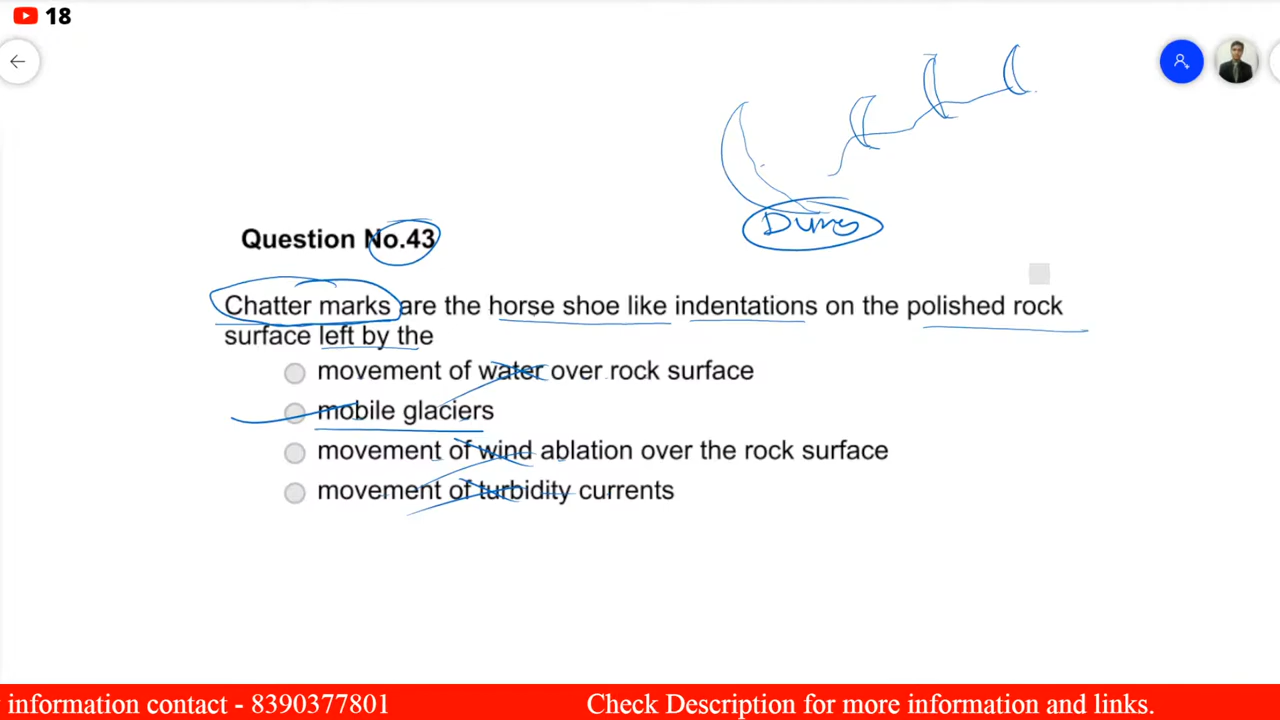 18
Question No.43
Chatter marks are the horse shoe like indentations on the polished rock
surface left by the
movement of water over rock surface
mobile glaciers
movement of wind ablation over the rock surface
movement of turbidity currents
information contact - 8390377801 Check Description for more information and links.